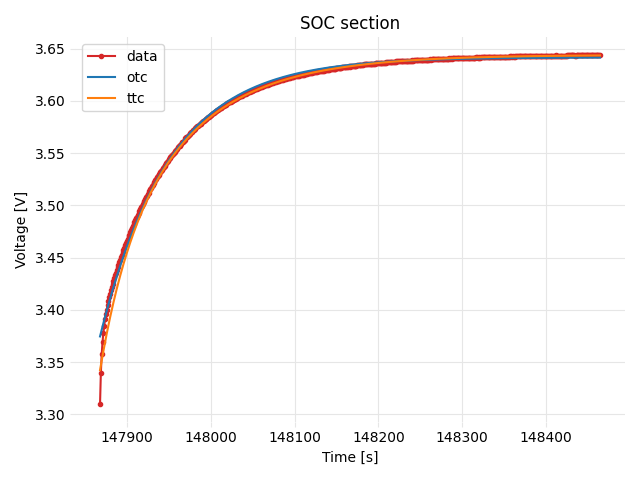 SOC section
data
otc
ttc
Voltage [V]
3.65
3.60
3.55
3.50
3.45
3.40
3.35
3.30
147900 148000 148100 148200 148300 148400
Time [s]